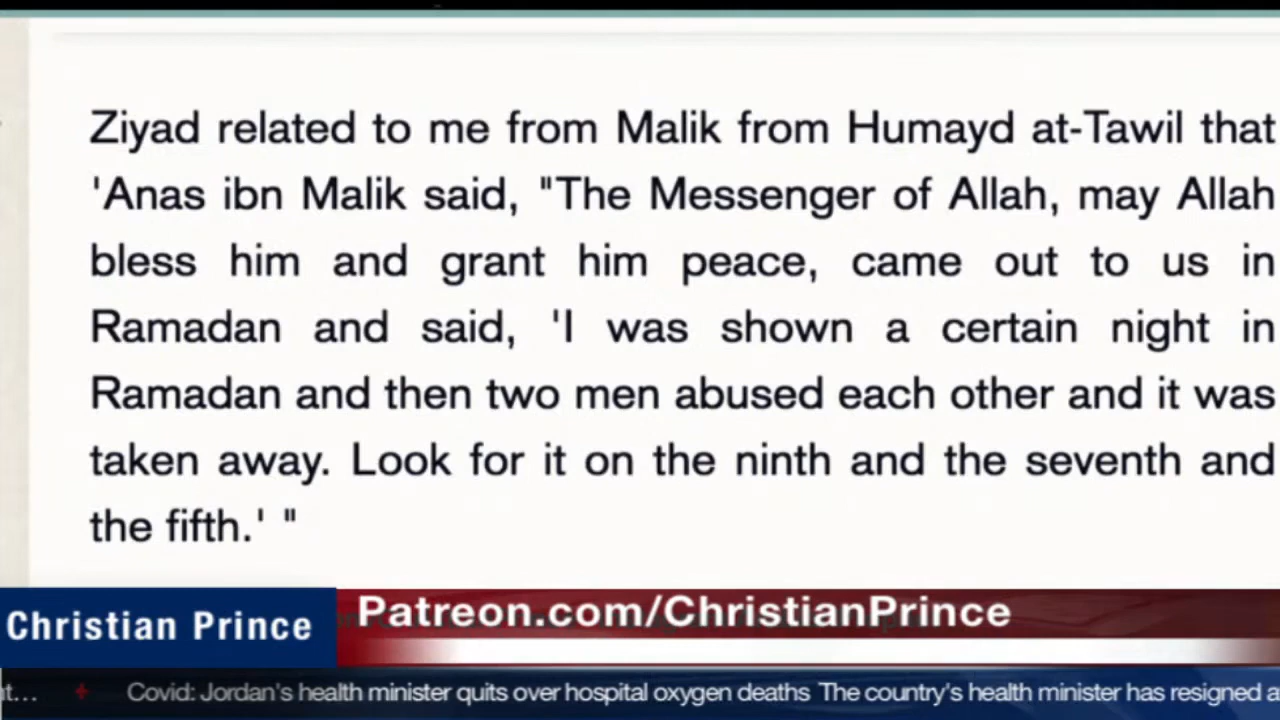 Ziyad related to me from Malik from Humayd at-Tawil that
'Anas ibn Malik said, "The Messenger of Allah, may Allah
bless him and grant him peace, came out to us in
Ramadan and said, 'I was shown a certain night in
Ramadan and then two men abused each other and it was
taken away. Look for it on the ninth and the seventh and
the fifth.' "
Christian Prince
Patreon.com/ChristianPrince
t... Covid: Jordan's health minister quits over hospital oxygen deaths The country's health minister has resigned a